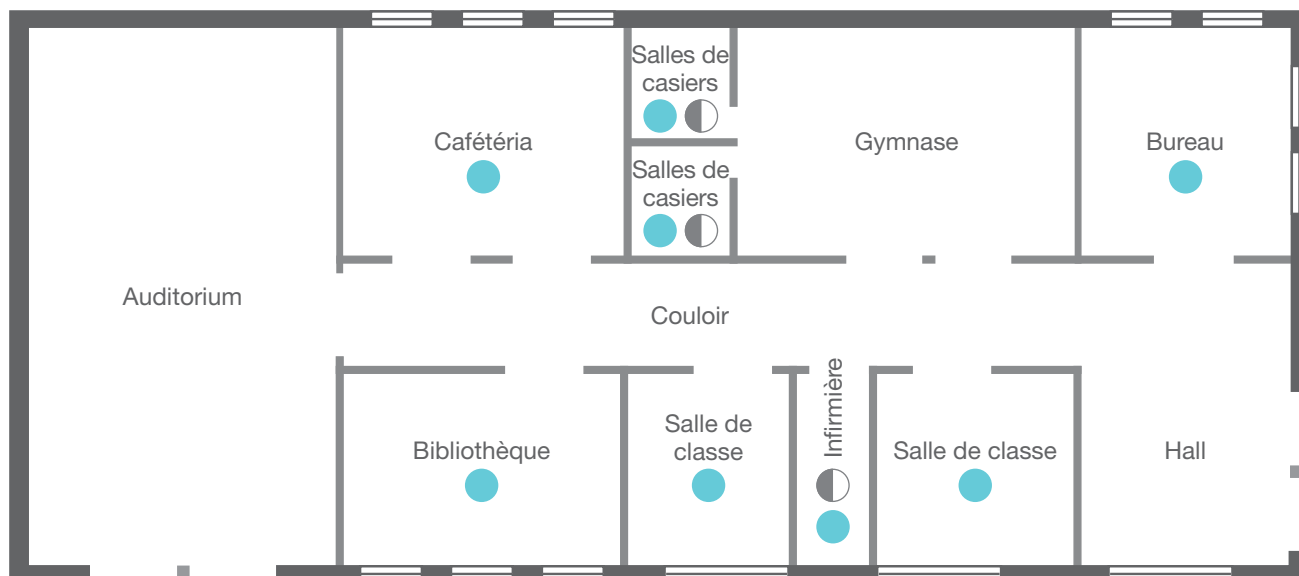 Salles de
casiers
Cafétéria
Gymnase
Bureau
Salles de
casiers
Auditorium
Couloir
Infirmière
Salle de
classe
Bibliothèque
Salle de classe
Hall